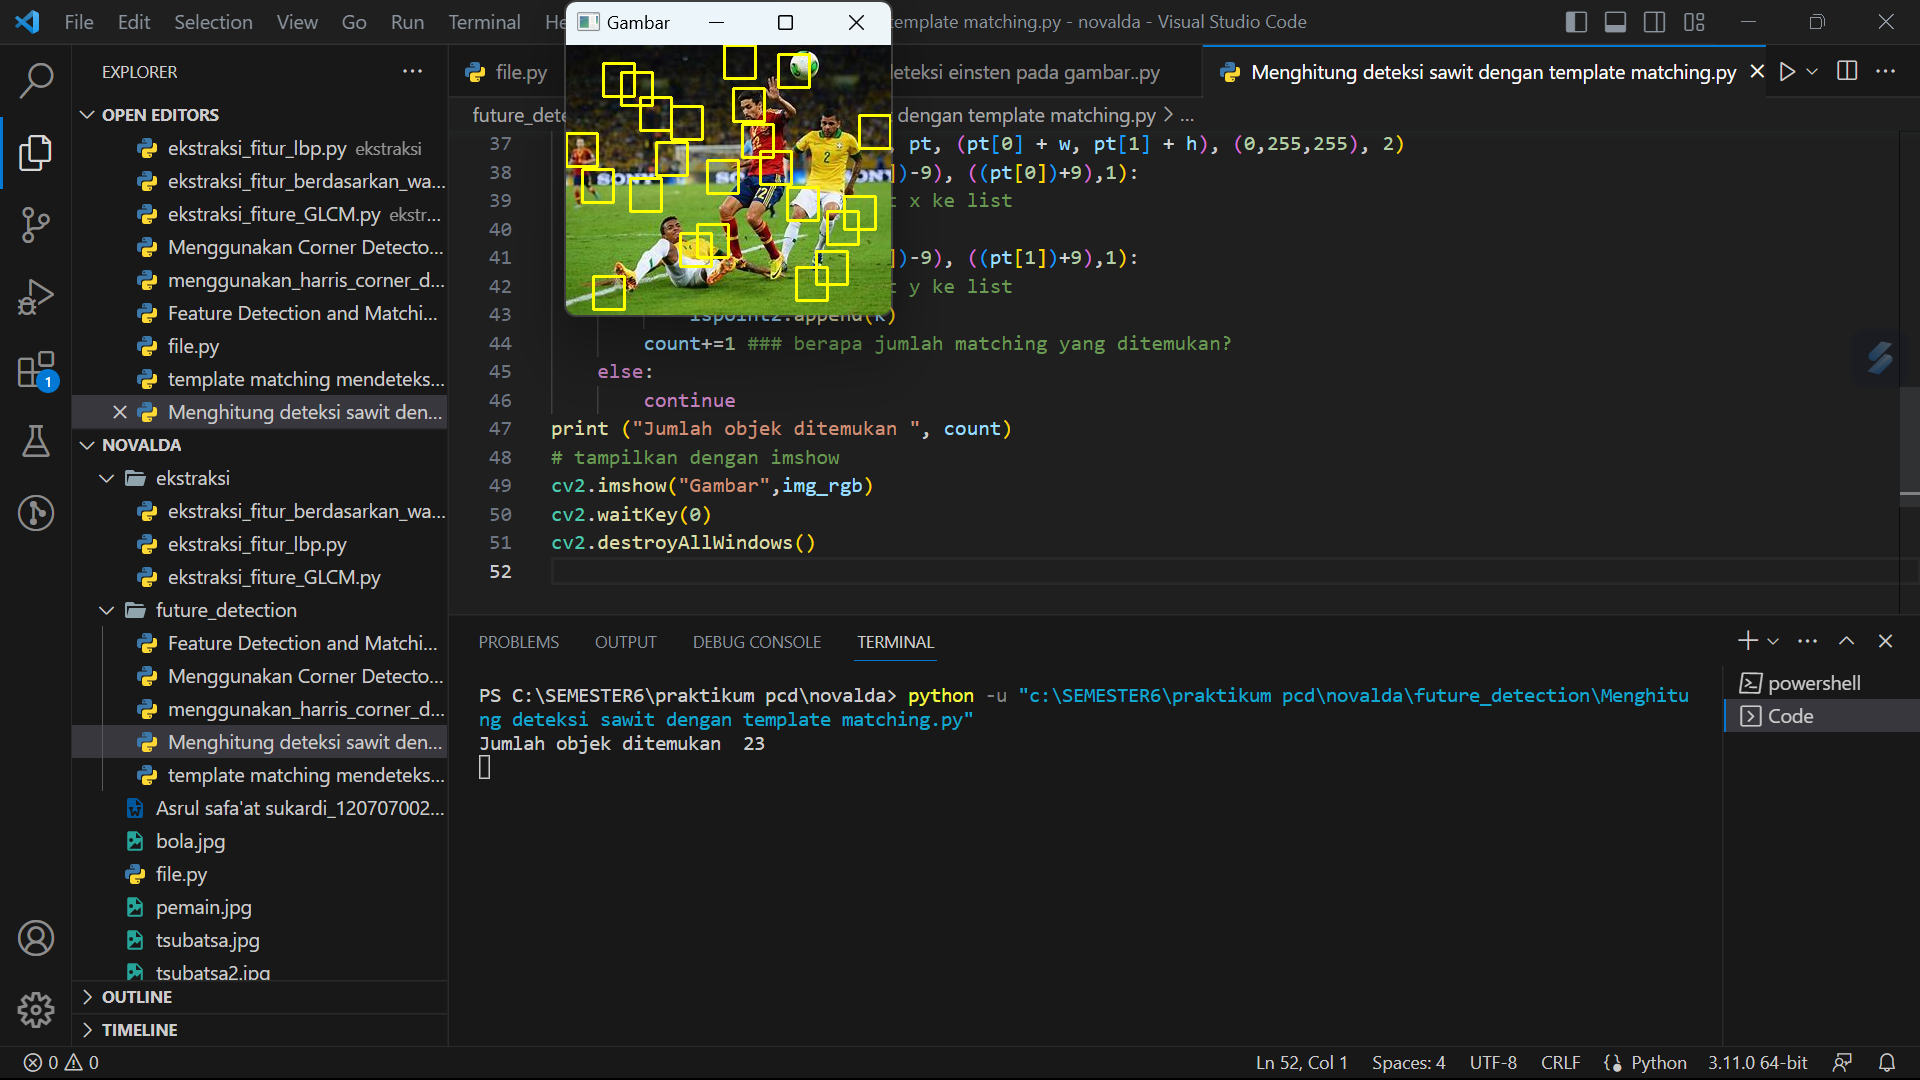 File Edit Selection View Go Run Terminal He
Gambar
template matching.py - novalda - Visual Studio Code
EXPLORER
file.py
eteksi einsten pada gambar..py
Menghitung deteksi sawit dengan template matching.py
OPEN EDITORS
future_dete
dengan template matching.py > ...
ekstraksi_fitur_lbp.py ekstraksi
ekstraksi_fitur_berdasarkan_wa...
ekstraksi_fiture_GLCM.py ekstr...
Menggunakan Corner Detecto...
menggunakan_harris_corner_d...
Feature Detection and Matchi...
file.py
template matching mendeteks...
Menghitung deteksi sawit den...
NOVALDA
ekstraksi
ekstraksi_fitur_berdasarkan_wa...
ekstraksi_fitur_lbp.py
ekstraksi_fiture_GLCM.py
future_detection
Feature Detection and Matchi...
Menggunakan Corner Detecto...
menggunakan_harris_corner_d...
Menghitung deteksi sawit den...
template matching mendeteks...
Asrul safa'at sukardi_120707002...
bola.jpg
file.py
pemain.jpg
tsubatsa.jpg
tsubatsa2.jpg
OUTLINE
TIMELINE
1
SONY
12
2
37 pt, (pt[0] + w, pt[1] + h), (0,255,255), 2)
38 ])-9), ((pt[0])+9),1):
39 t x ke list
40
41 ])-9), ((pt[1])+9),1):
42 t y ke list
43 lspoint2.append(k)
44 count+=1 ### berapa jumlah matching yang ditemukan?
45 else:
46 continue
47 print ("Jumlah objek ditemukan ", count)
48 # tampilkan dengan imshow
49 cv2.imshow("Gambar",img_rgb)
50 cv2.waitKey(0)
51 cv2.destroyAllWindows()
52
PROBLEMS OUTPUT DEBUG CONSOLE TERMINAL
PS C:\SEMESTER6\praktikum pcd\novalda> python -u "c:\SEMESTER6\praktikum pcd\novalda\future_detection\Menghitu
ng deteksi sawit dengan template matching.py"
Jumlah objek ditemukan  23
powershell
Code
0 0
Ln 52, Col 1 Spaces: 4 UTF-8 CRLF Python 3.11.0 64-bit